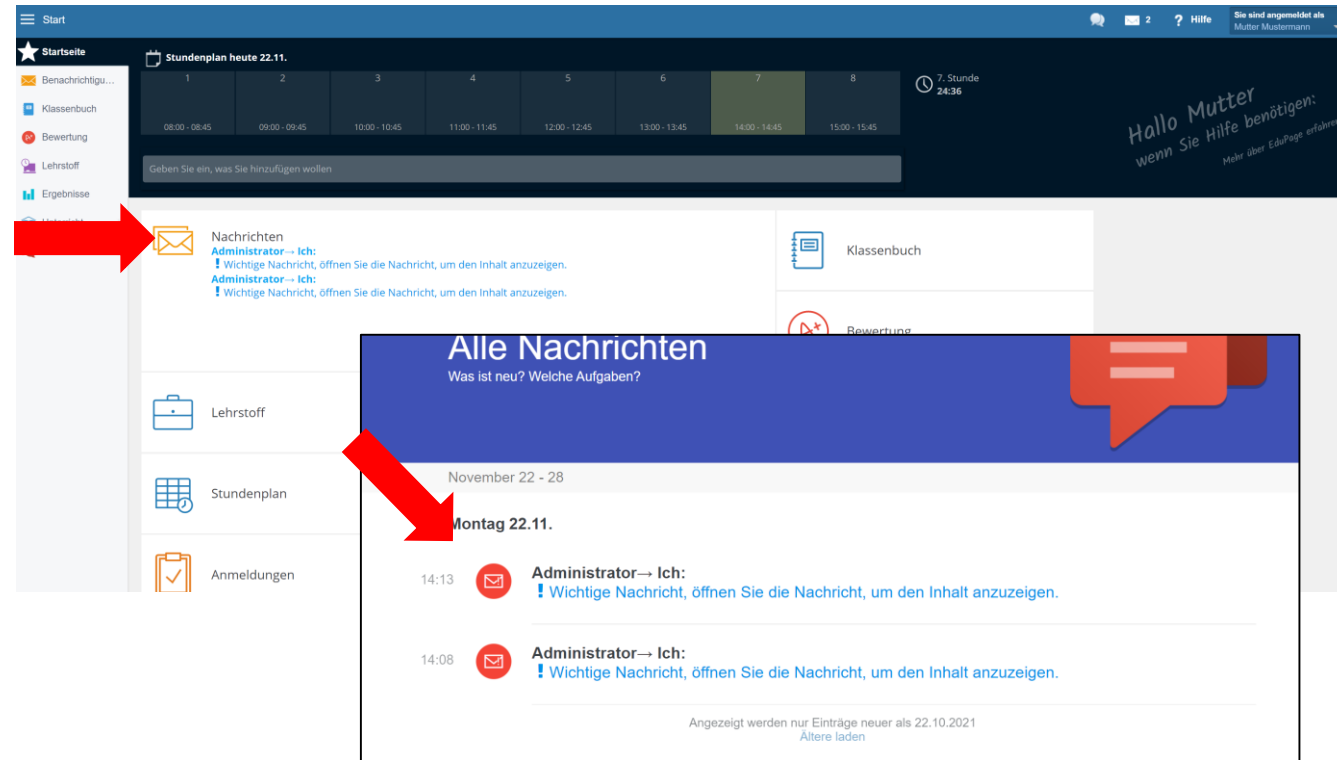 Start
2
? Hilfe
Sie sind angemeldet als
Mutter Mustermann
Startseite
Benachrichtigu...
Klassenbuch
Bewertung
Lehrstoff
Ergebnisse
Stundenplan heute 22.11.
1 2 3 4 5 6 7 8
08:00 - 08:45 09:00 - 09:45 10:00 - 10:45 11:00 - 11:45 12:00 - 12:45 13:00 - 13:45 14:00 - 14:45 15:00 - 15:45
7. Stunde
24:36
Geben Sie ein, was Sie hinzufügen wollen
Hallo Mutter
wenn Sie Hilfe benötigen:
Mehr über EduPage erfahren
Nachrichten
Administrator→ Ich:
! Wichtige Nachricht, öffnen Sie die Nachricht, um den Inhalt anzuzeigen.
Administrator→ Ich:
! Wichtige Nachricht, öffnen Sie die Nachricht, um den Inhalt anzuzeigen.
Klassenbuch
A+
Bewertung
Lehrstoff
Stundenplan
Anmeldungen
Alle Nachrichten
Was ist neu? Welche Aufgaben?
November 22 - 28
Montag 22.11.
14:13
Administrator→ Ich:
! Wichtige Nachricht, öffnen Sie die Nachricht, um den Inhalt anzuzeigen.
14:08
Administrator→ Ich:
! Wichtige Nachricht, öffnen Sie die Nachricht, um den Inhalt anzuzeigen.
Angezeigt werden nur Einträge neuer als 22.10.2021
Ältere laden